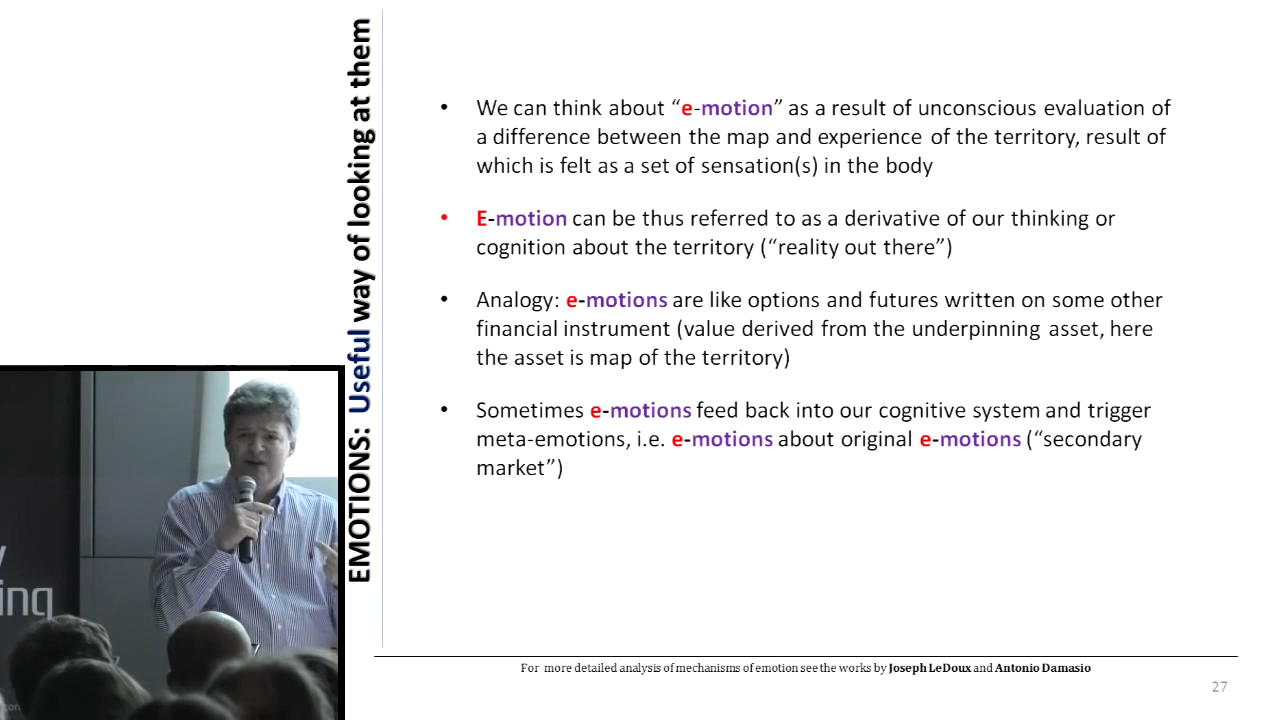 EMOTIONS: Useful way of looking at them
• We can think about “e-motion” as a result of unconscious evaluation of
a difference between the map and experience of the territory, result of
which is felt as a set of sensation(s) in the body
• E-motion can be thus referred to as a derivative of our thinking or
cognition about the territory (“reality out there”)
• Analogy: e-motions are like options and futures written on some other
financial instrument (value derived from the underpinning asset, here
the asset is map of the territory)
• Sometimes e-motions feed back into our cognitive system and trigger
meta-emotions, i.e. e-motions about original e-motions (“secondary
market”)
For more detailed analysis of mechanisms of emotion see the works by Joseph LeDoux and Antonio Damasio
27